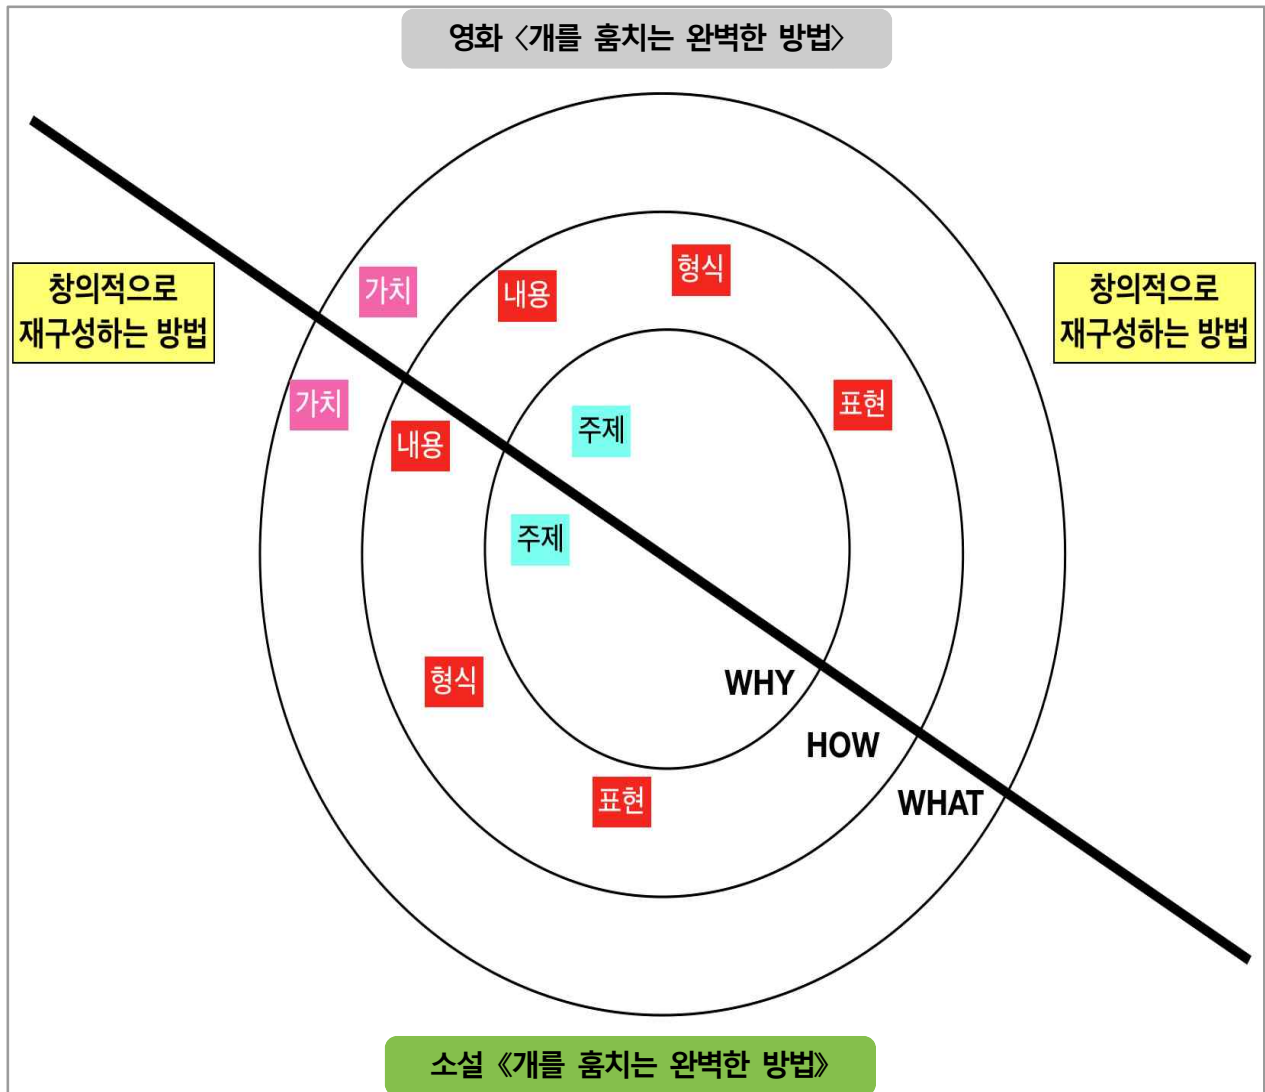 영화 〈개를 훔치는 완벽한 방법〉
창의적으로
재구성하는 방법
가치
내용
형식
창의적으로
재구성하는 방법
가치
내용
주제
표현
주제
형식
WHY
HOW
표현
WHAT
소설 《개를 훔치는 완벽한 방법》